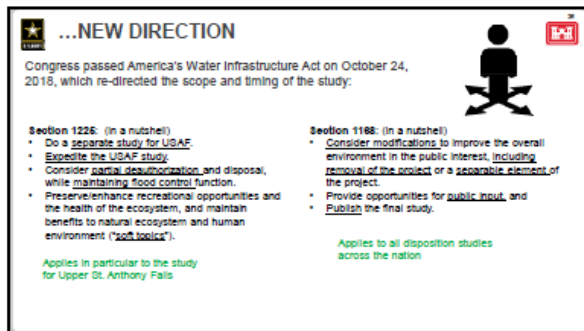 ...NEW DIRECTION
Congress passed America's Water Infrastructure Act on October 24,
2018, which re-directed the scope and timing of the study:
Section 1225: (in a nutshell)
• Do a separate study for USAF.
• Expedite the USAF study.
• Consider partial deauthorization and disposal,
while maintaining flood control function.
• Preserve/enhance recreational opportunities and
the health of the ecosystem, and maintain
benefits to natural ecosystem and human
environment ("soft topics").
Applies in particular to the study
for Upper St. Anthony Falls
Section 1168: (in a nutshell)
• Consider modifications to improve the overall
environment in the public interest, including
removal of the project or a separable element of
the project.
• Provide opportunities for public input, and
• Publish the final study.
Applies to all disposition studies
across the nation